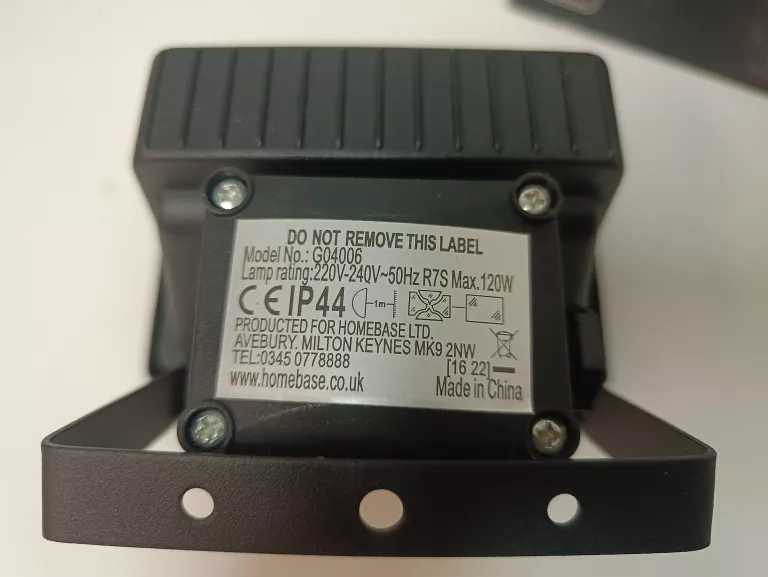 DO NOT REMOVE THIS LABEL
Model No.: G04006
Lamp rating:220V-240V~50Hz R7S Max.120W
CE IP44 1m
PRODUCED FOR HOMEBASE LTD.
AVEBURY. MILTON KEYNES MK9 2NW
TEL:0345 0778888 [16 22]
www.homebase.co.uk Made in China